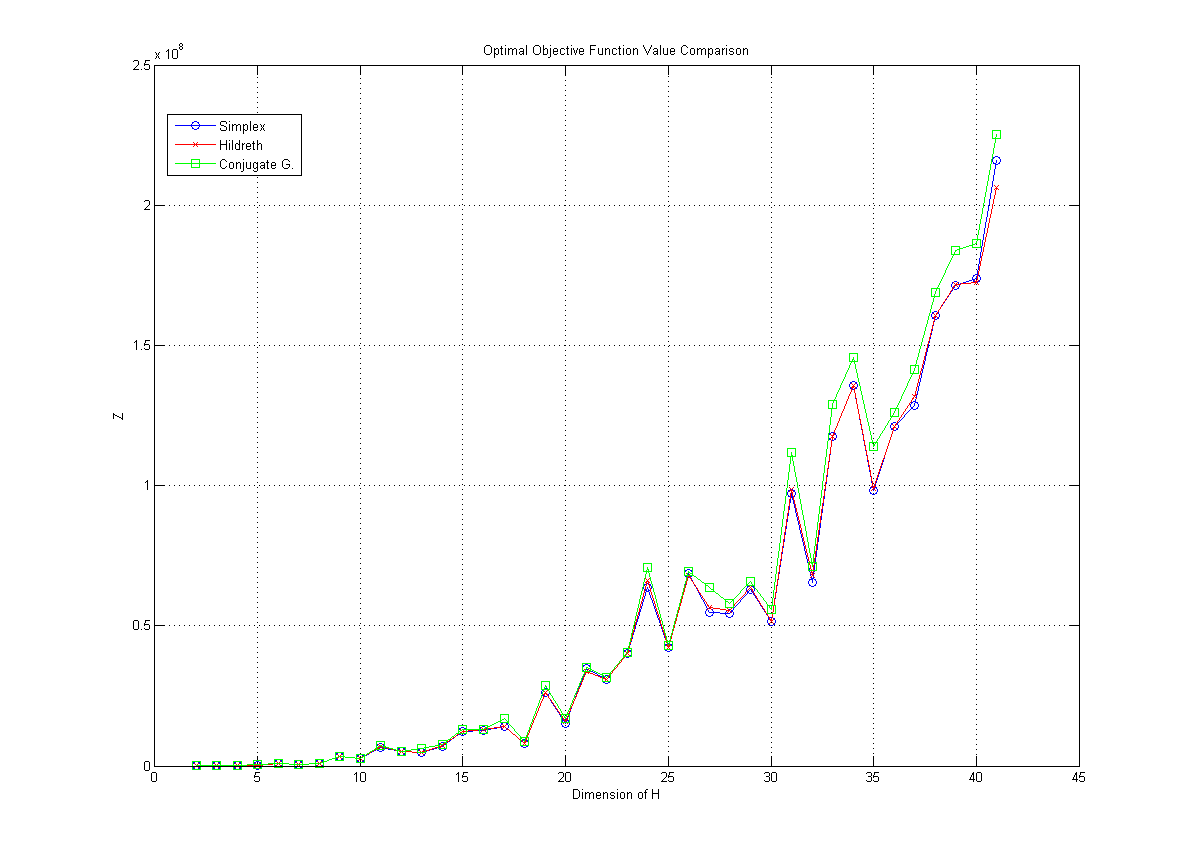 Optimal Objective Function Value Comparison
x 10^8
2.5
2
1.5
1
0.5
0
Z
Simplex
Hildreth
Conjugate G.
0 5 10 15 20 25 30 35 40 45
Dimension of H